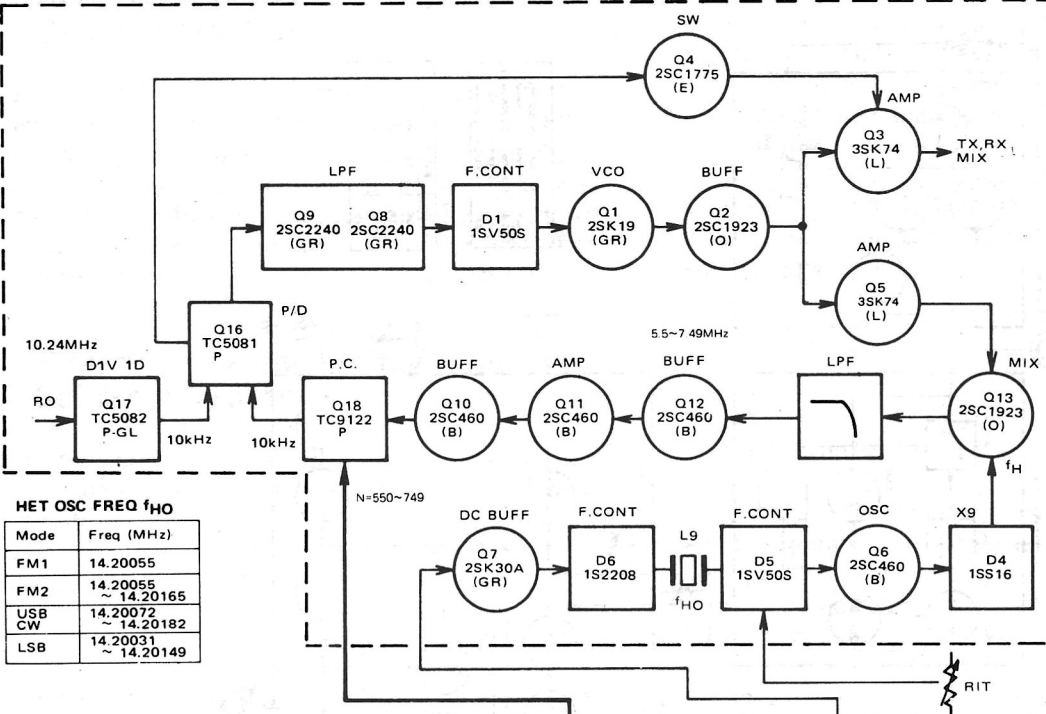 SW
Q4
2SC1775
(E)
AMP
Q3
3SK74
(L)
TX,RX
MIX
LPF
Q9
2SC2240
(GR)
Q8
2SC2240
(GR)
F.CONT
D1
1SV50S
VCO
Q1
2SK19
(GR)
BUFF
Q2
2SC1923
(O)
AMP
Q5
3SK74
(L)
P/D
Q16
TC5081
P
10.24MHz
D1V 1D
RO
Q17
TC5082
P-GL
10kHz
10kHz
P.C.
Q18
TC9122
P
BUFF
Q10
2SC460
(B)
AMP
Q11
2SC460
(B)
5.5~7.49MHz
BUFF
Q12
2SC460
(B)
LPF
MIX
Q13
2SC1923
(O)
fH
N=550~749
HET OSC FREQ fHO
Mode Freq (MHz)
FM1 14.20055
FM2 14.20055
~ 14.20165
USB 14.20072
CW ~ 14.20182
LSB 14.20031
~ 14.20149
DC BUFF
Q7
2SK30A
(GR)
F.CONT
D6
1S2208
L9
fHO
F.CONT
D5
1SV50S
OSC
Q6
2SC460
(B)
X9
D4
1SS16
RIT